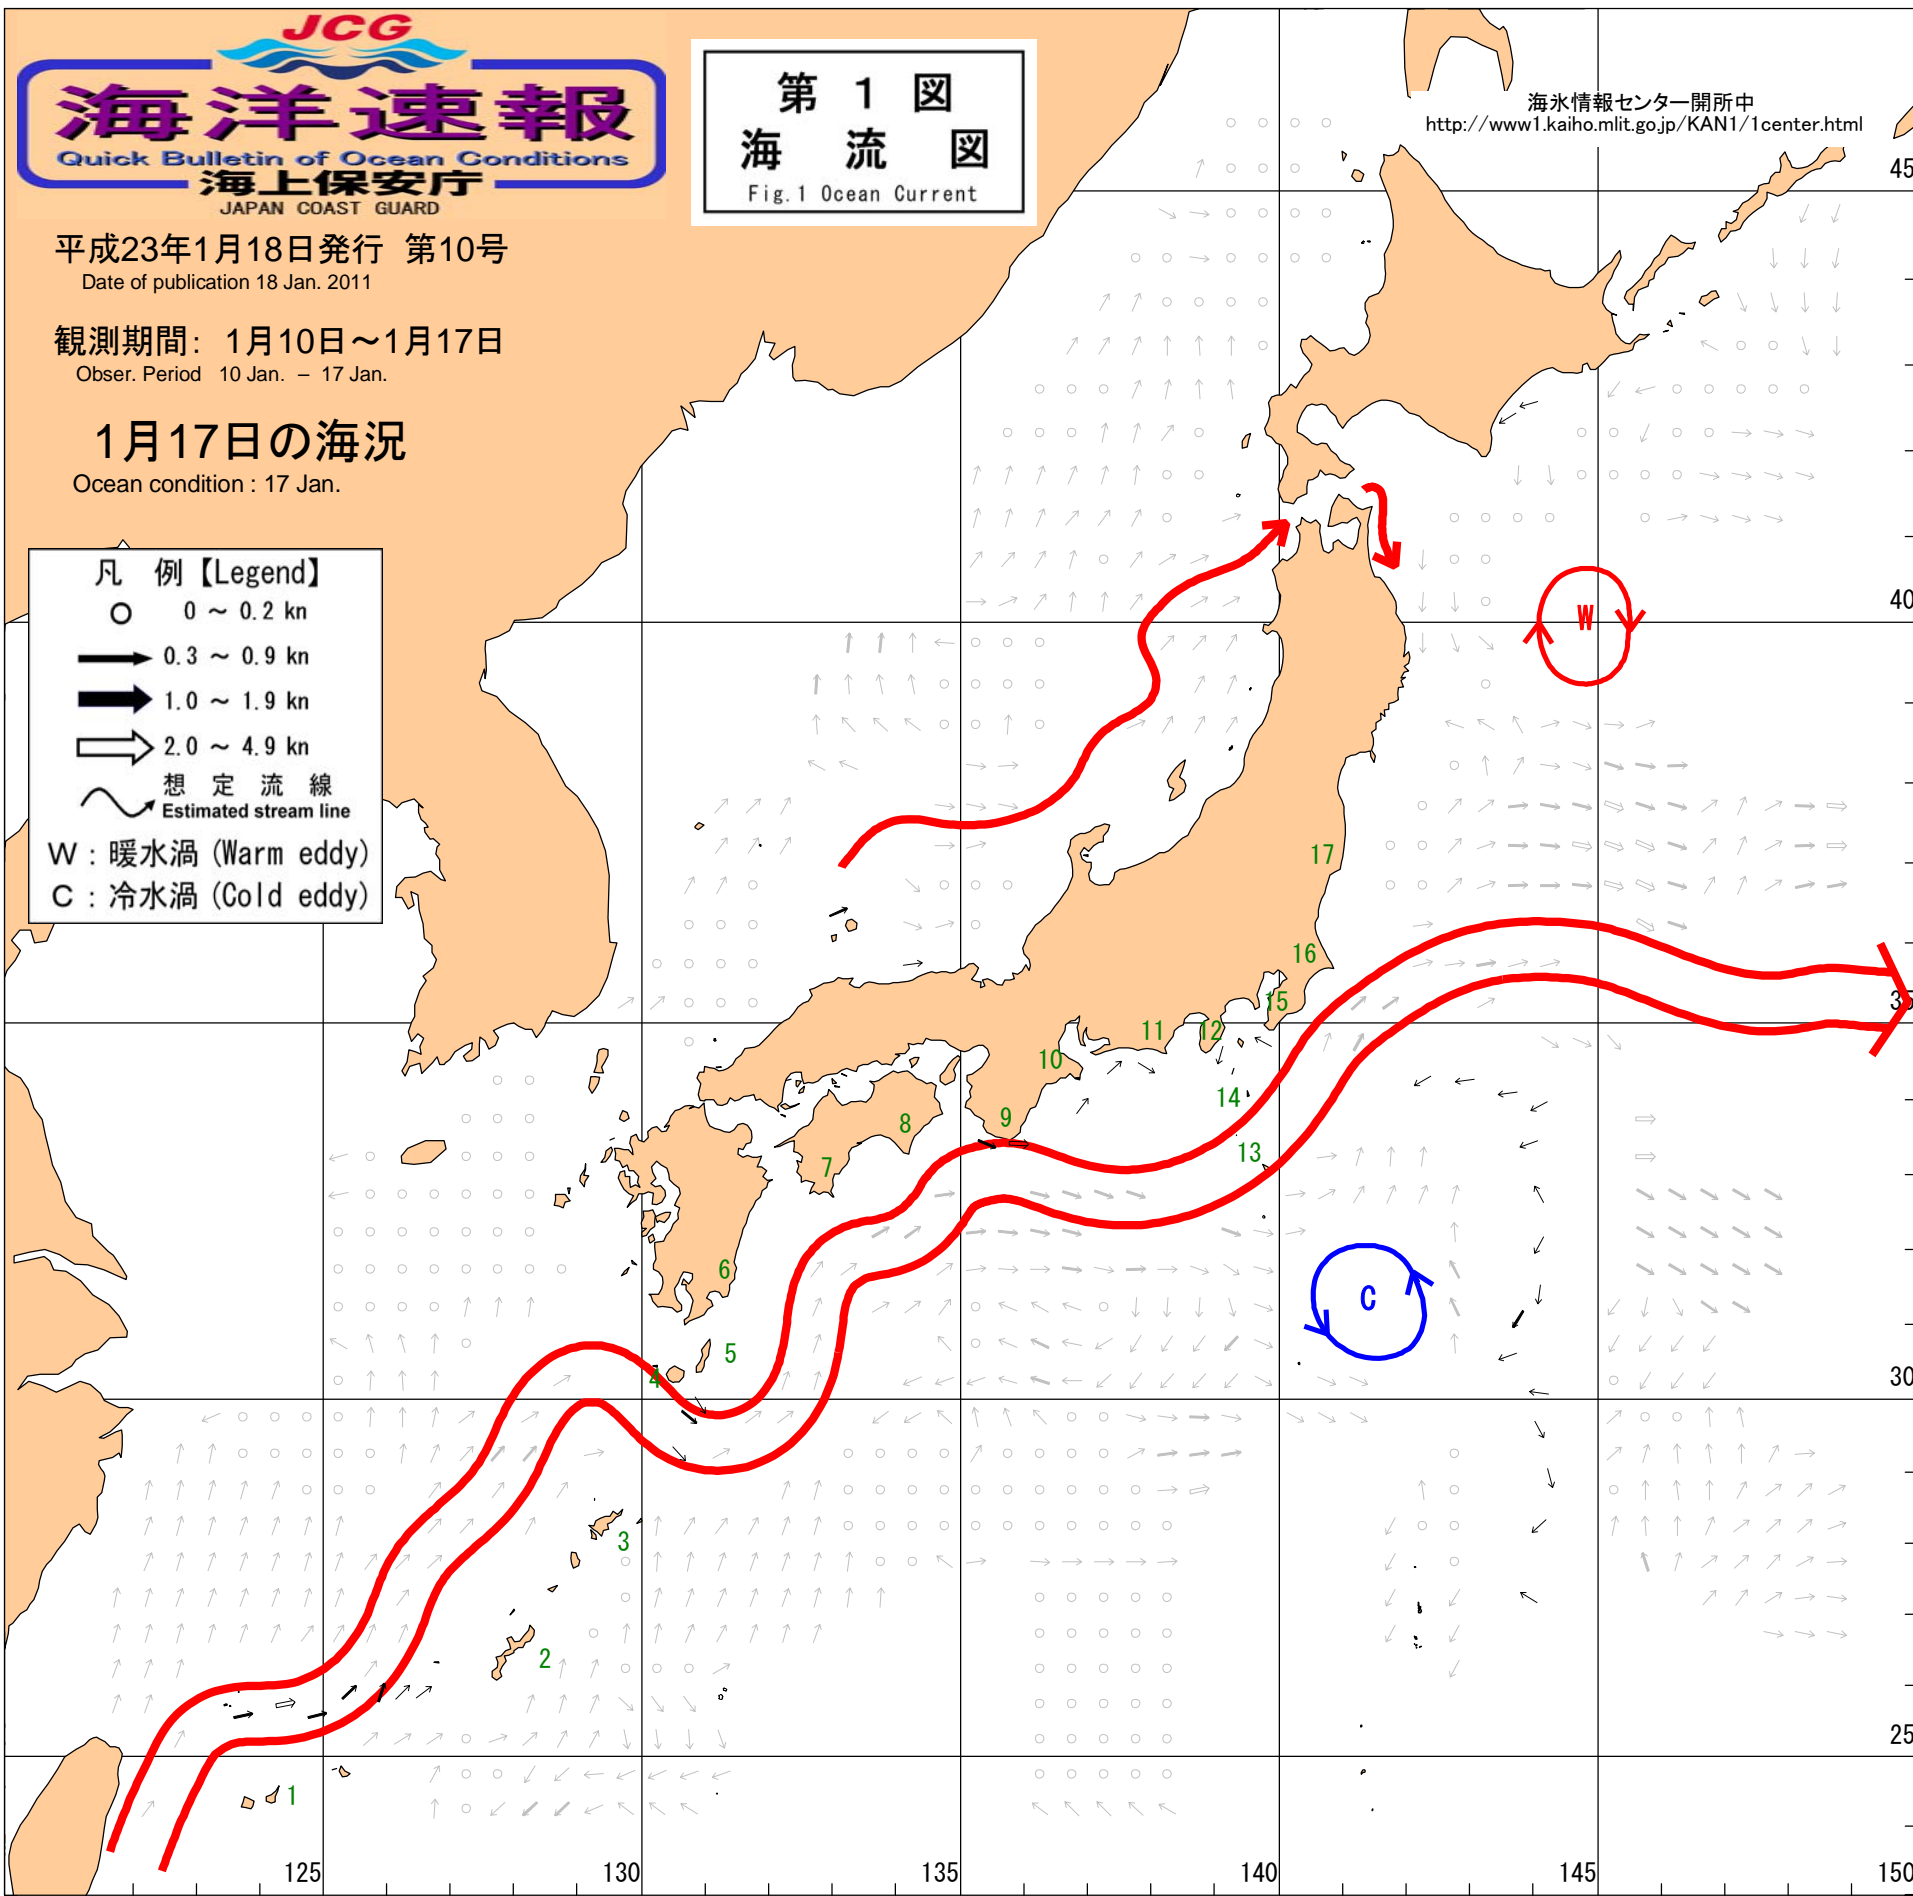 JCG
海洋速報
Quick Bulletin of Ocean Conditions
海上保安庁
JAPAN COAST GUARD
第 1 図
海 流 図
Fig.1 Ocean Current
海氷情報センター開所中
http://www1.kaiho.mlit.go.jp/KAN1/1center.html
平成23年1月18日発行 第10号
Date of publication 18 Jan. 2011
観測期間: 1月10日～1月17日
Obser. Period 10 Jan. – 17 Jan.
1月17日の海況
Ocean condition : 17 Jan.
凡 例【Legend】
0 ～ 0.2 kn
0.3 ～ 0.9 kn
1.0 ～ 1.9 kn
2.0 ～ 4.9 kn
想 定 流 線
Estimated stream line
W : 暖水渦 (Warm eddy)
C : 冷水渦 (Cold eddy)
45
40
W
17
16
35
15
12
11
10
14
9
8
13
7
6
C
5
4
30
3
2
25
1
125
130
135
140
145
150